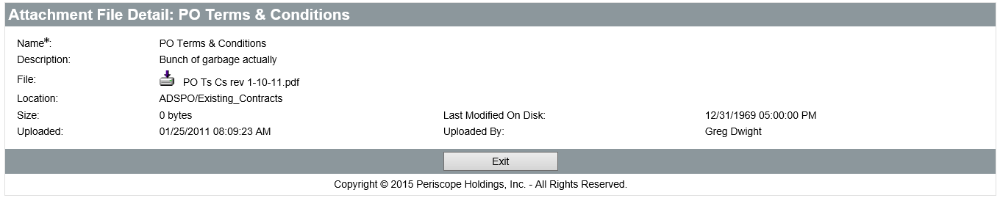 Attachment File Detail: PO Terms & Conditions
Name*: PO Terms & Conditions
Description: Bunch of garbage actually
File: PO Ts Cs rev 1-10-11.pdf
Location: ADSPO/Existing_Contracts
Size: 0 bytes Last Modified On Disk: 12/31/1969 05:00:00 PM
Uploaded: 01/25/2011 08:09:23 AM Uploaded By: Greg Dwight
Exit
Copyright © 2015 Periscope Holdings, Inc. - All Rights Reserved.